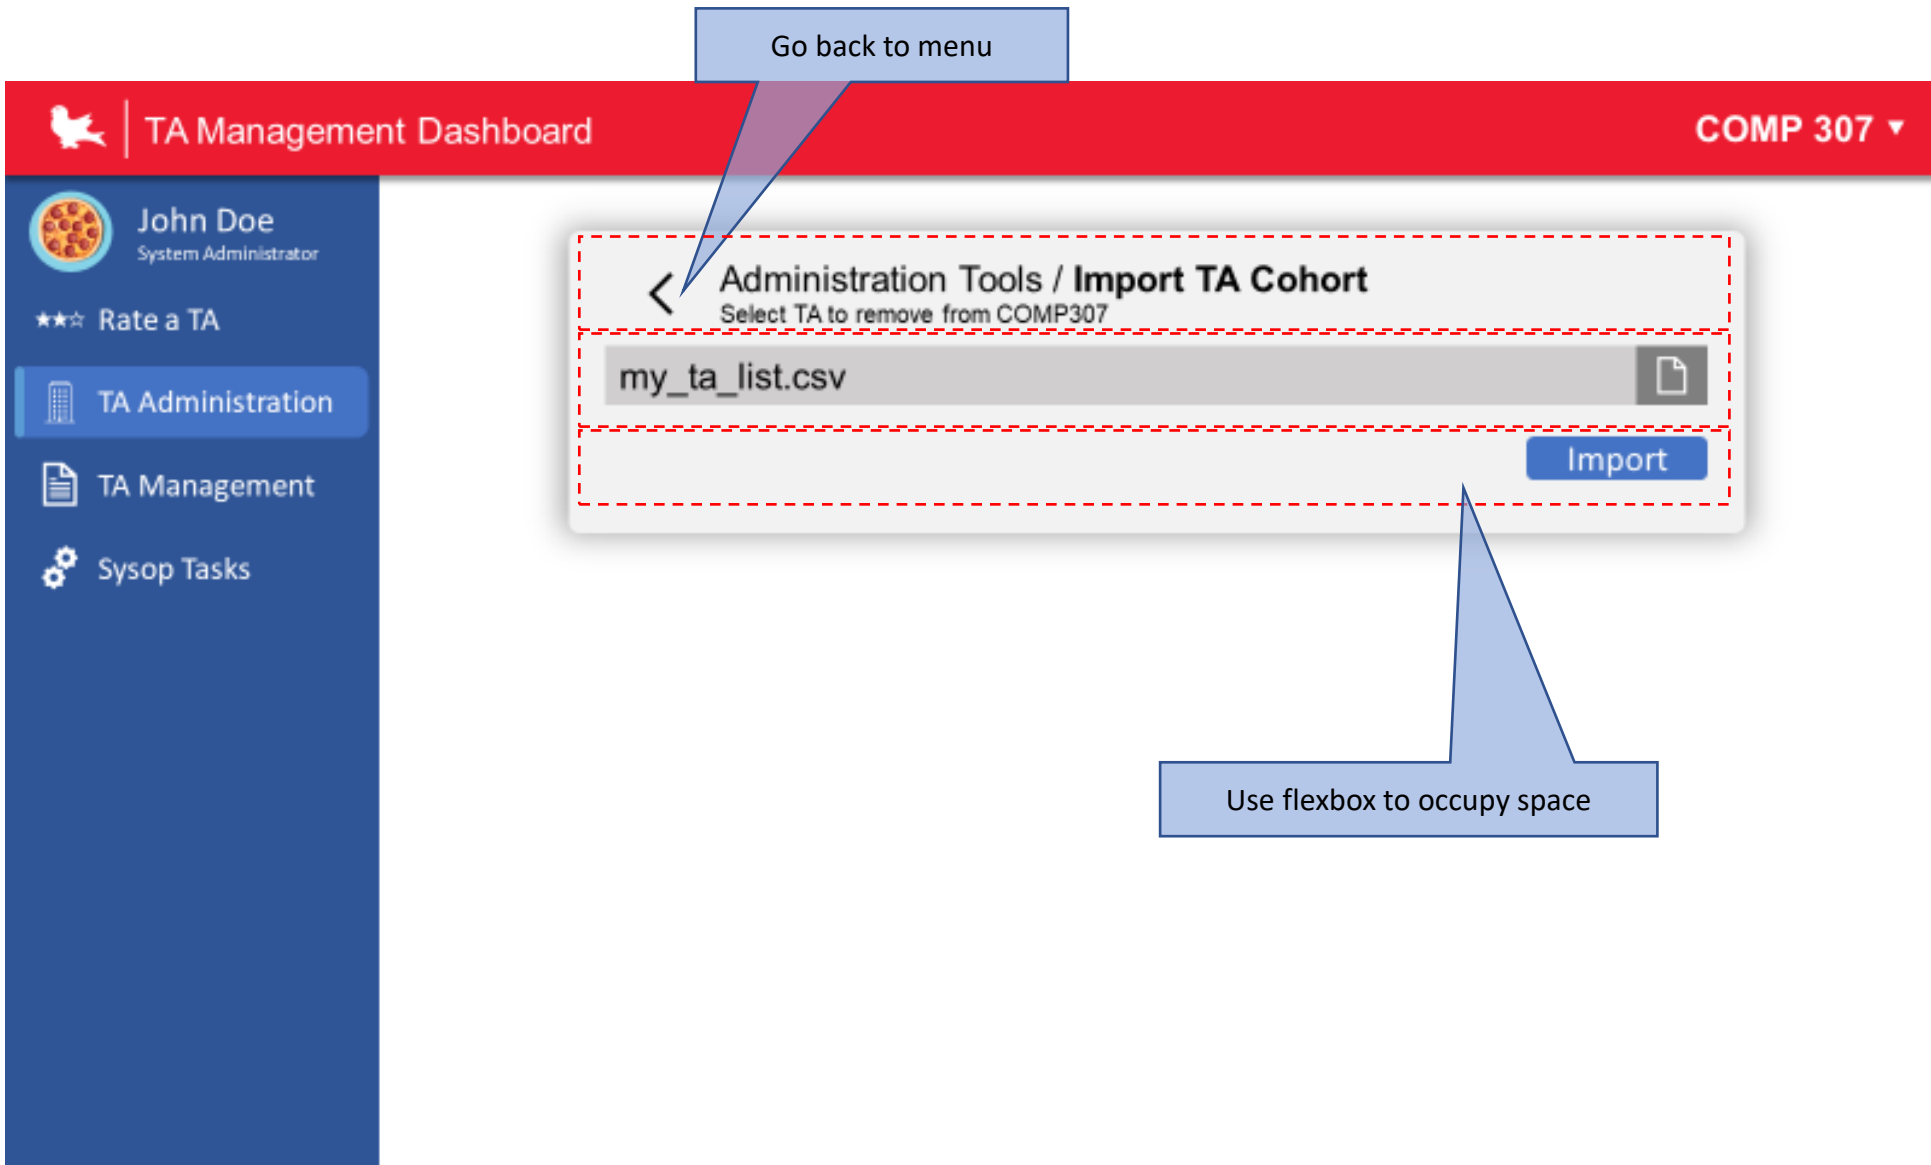 Go back to menu
TA Management Dashboard
COMP 307
John Doe
System Administrator
Rate a TA
TA Administration
TA Management
Sysop Tasks
Administration Tools / Import TA Cohort
Select TA to remove from COMP307
my_ta_list.csv
Import
Use flexbox to occupy space